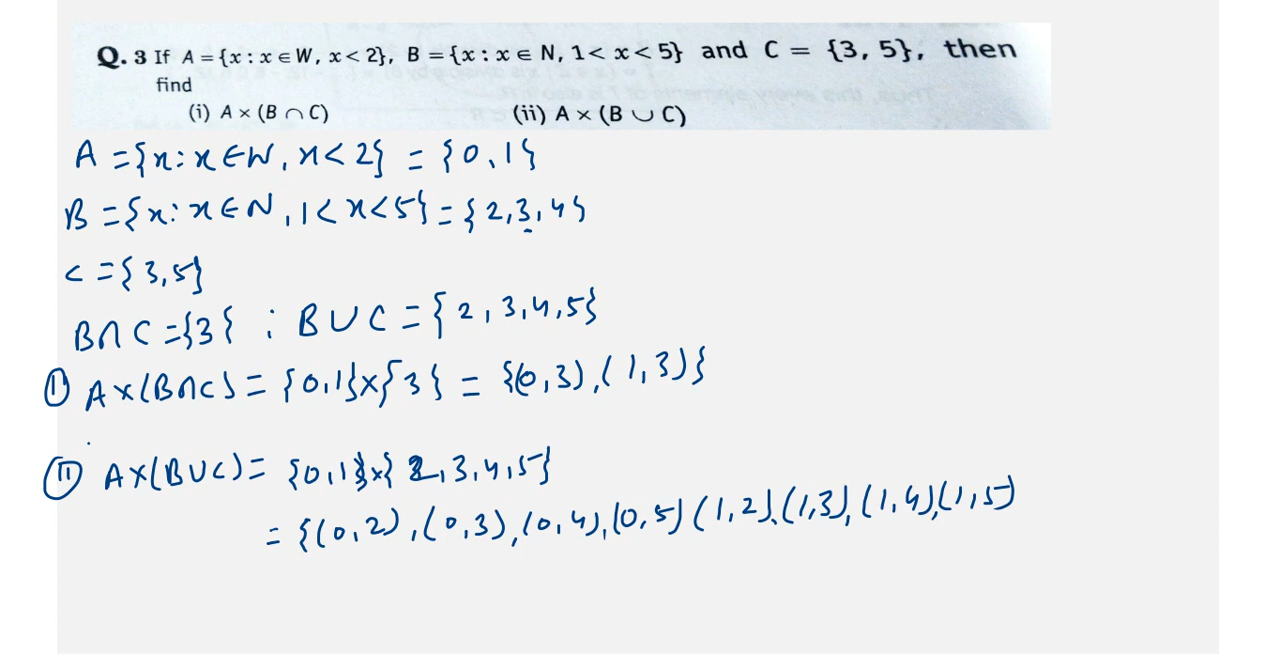 Q. 3 If A = {x : x ∈ W, x < 2}, B = {x : x ∈ N, 1 < x < 5} and C = {3, 5}, then
find
(i) A × (B ∩ C) (ii) A × (B ∪ C)
A = {x : x ∈ W, x < 2} = {0, 1}
B = {x : x ∈ N, 1 < x < 5} = {2, 3, 4}
C = {3, 5}
B ∩ C = {3} ; B ∪ C = {2, 3, 4, 5}
(I) A × (B ∩ C) = {0, 1} × {3} = {(0, 3), (1, 3)}
(II) A × (B ∪ C) = {0, 1} × {2, 3, 4, 5}
= {(0, 2), (0, 3), (0, 4), (0, 5) (1, 2), (1, 3), (1, 4), (1, 5)